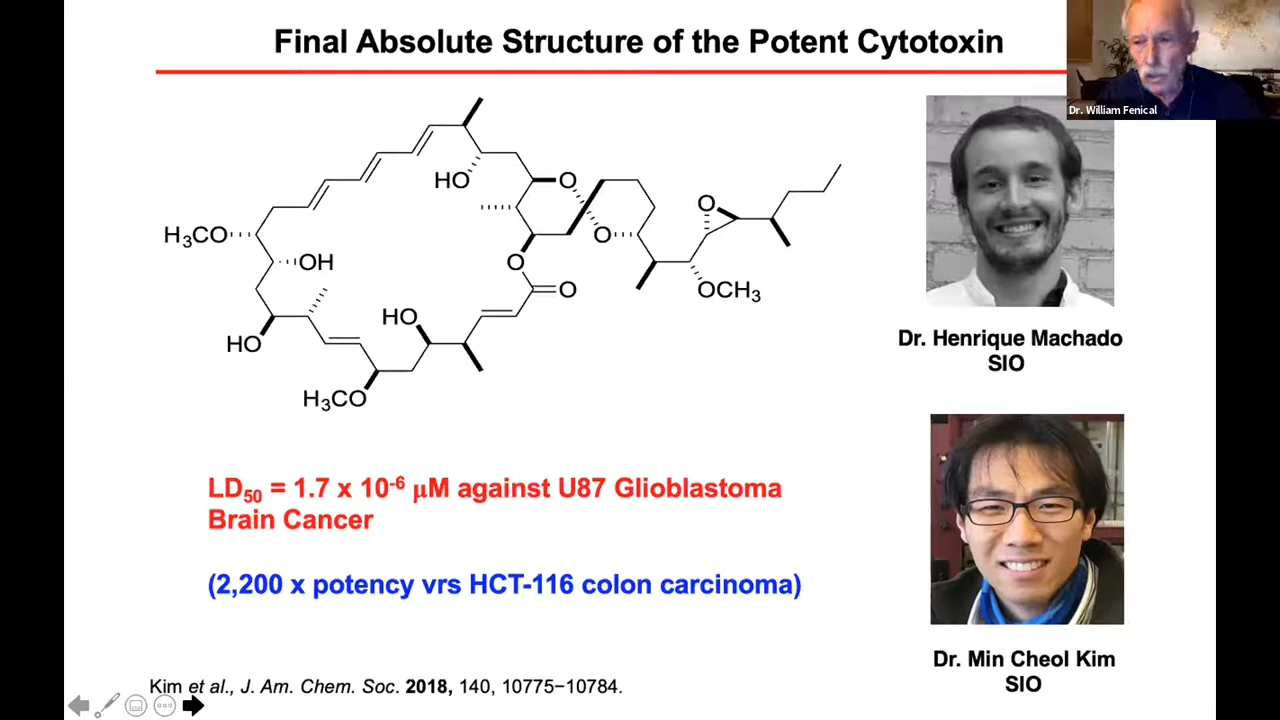 Final Absolute Structure of the Potent Cytotoxin
Dr. William Fenical
HO
O
H₃CO
O
O
OH
O
O
OCH₃
HO
HO
H₃CO
Dr. Henrique Machado
SIO
LD₅₀ = 1.7 x 10⁻⁶ μM against U87 Glioblastoma
Brain Cancer
(2,200 x potency vrs HCT-116 colon carcinoma)
Dr. Min Cheol Kim
SIO
Kim et al., J. Am. Chem. Soc. 2018, 140, 10775−10784.